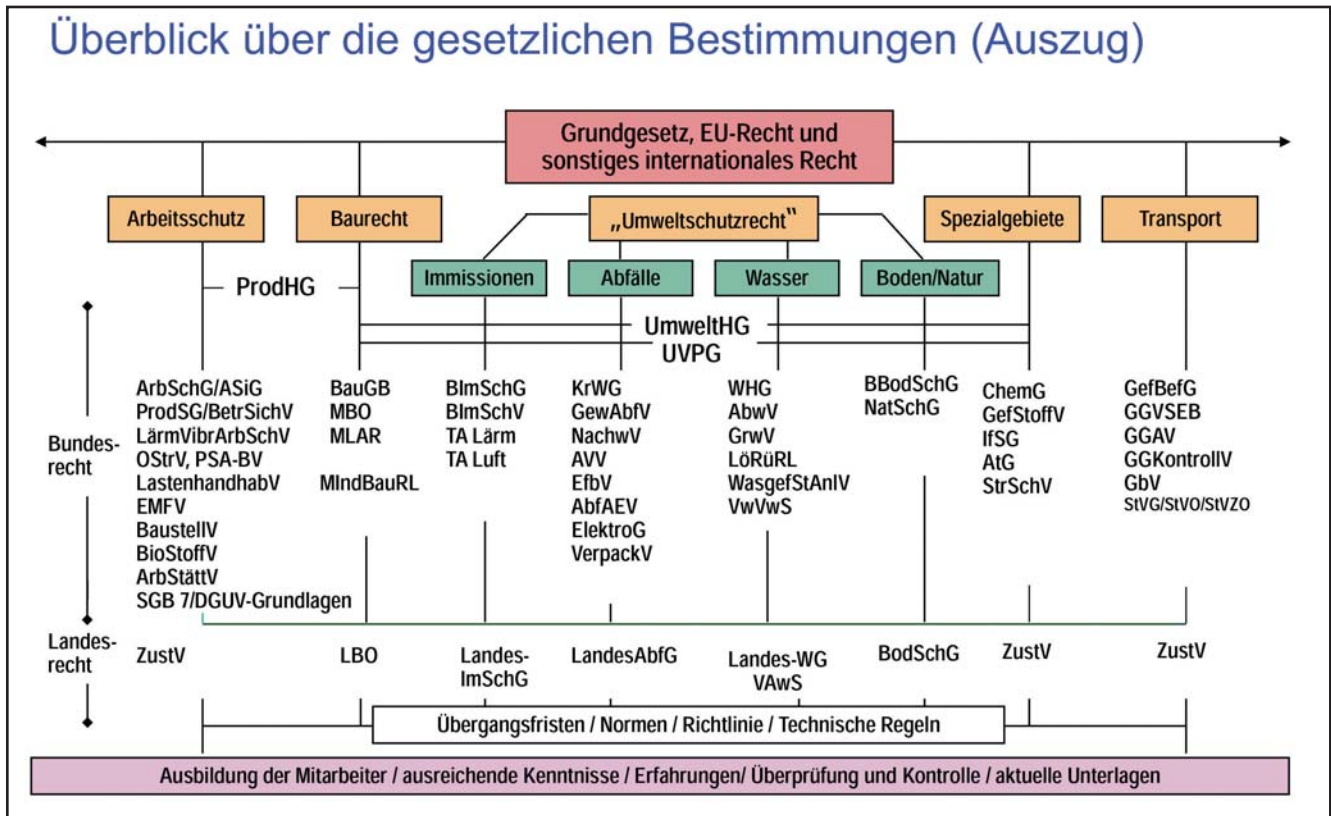 Überblick über die gesetzlichen Bestimmungen (Auszug)
Grundgesetz, EU-Recht und
sonstiges internationales Recht
Arbeitsschutz
Baurecht
„Umweltschutzrecht“
Spezialgebiete
Transport
Immissionen
Abfälle
Wasser
Boden/Natur
ProdHG
UmweltHG
UVPG
Bundes-
recht
ArbSchG/ASiG
ProdSG/BetrSichV
LärmVibrArbSchV
OStrV, PSA-BV
LastenhandhabV
EMFV
BaustellV
BioStoffV
ArbStättV
SGB 7/DGUV-Grundlagen
BauGB
MBO
MLAR
MIndBauRL
BImSchG
BImSchV
TA Lärm
TA Luft
KrWG
GewAbfV
NachwV
AVV
EfbV
AbfAEV
ElektroG
VerpackV
WHG
AbwV
GrwV
LöRüRL
WasgefStAnlV
VwVwS
BBodSchG
NatSchG
ChemG
GefStoffV
IfSG
AtG
StrSchV
GefBefG
GGVSEB
GGAV
GGKontrollV
GbV
StVG/StVO/StVZO
Landes-
recht
ZustV
LBO
Landes-
ImSchG
LandesAbfG
Landes-WG
VAwS
BodSchG
ZustV
ZustV
Übergangsfristen / Normen / Richtlinie / Technische Regeln
Ausbildung der Mitarbeiter / ausreichende Kenntnisse / Erfahrungen/ Überprüfung und Kontrolle / aktuelle Unterlagen